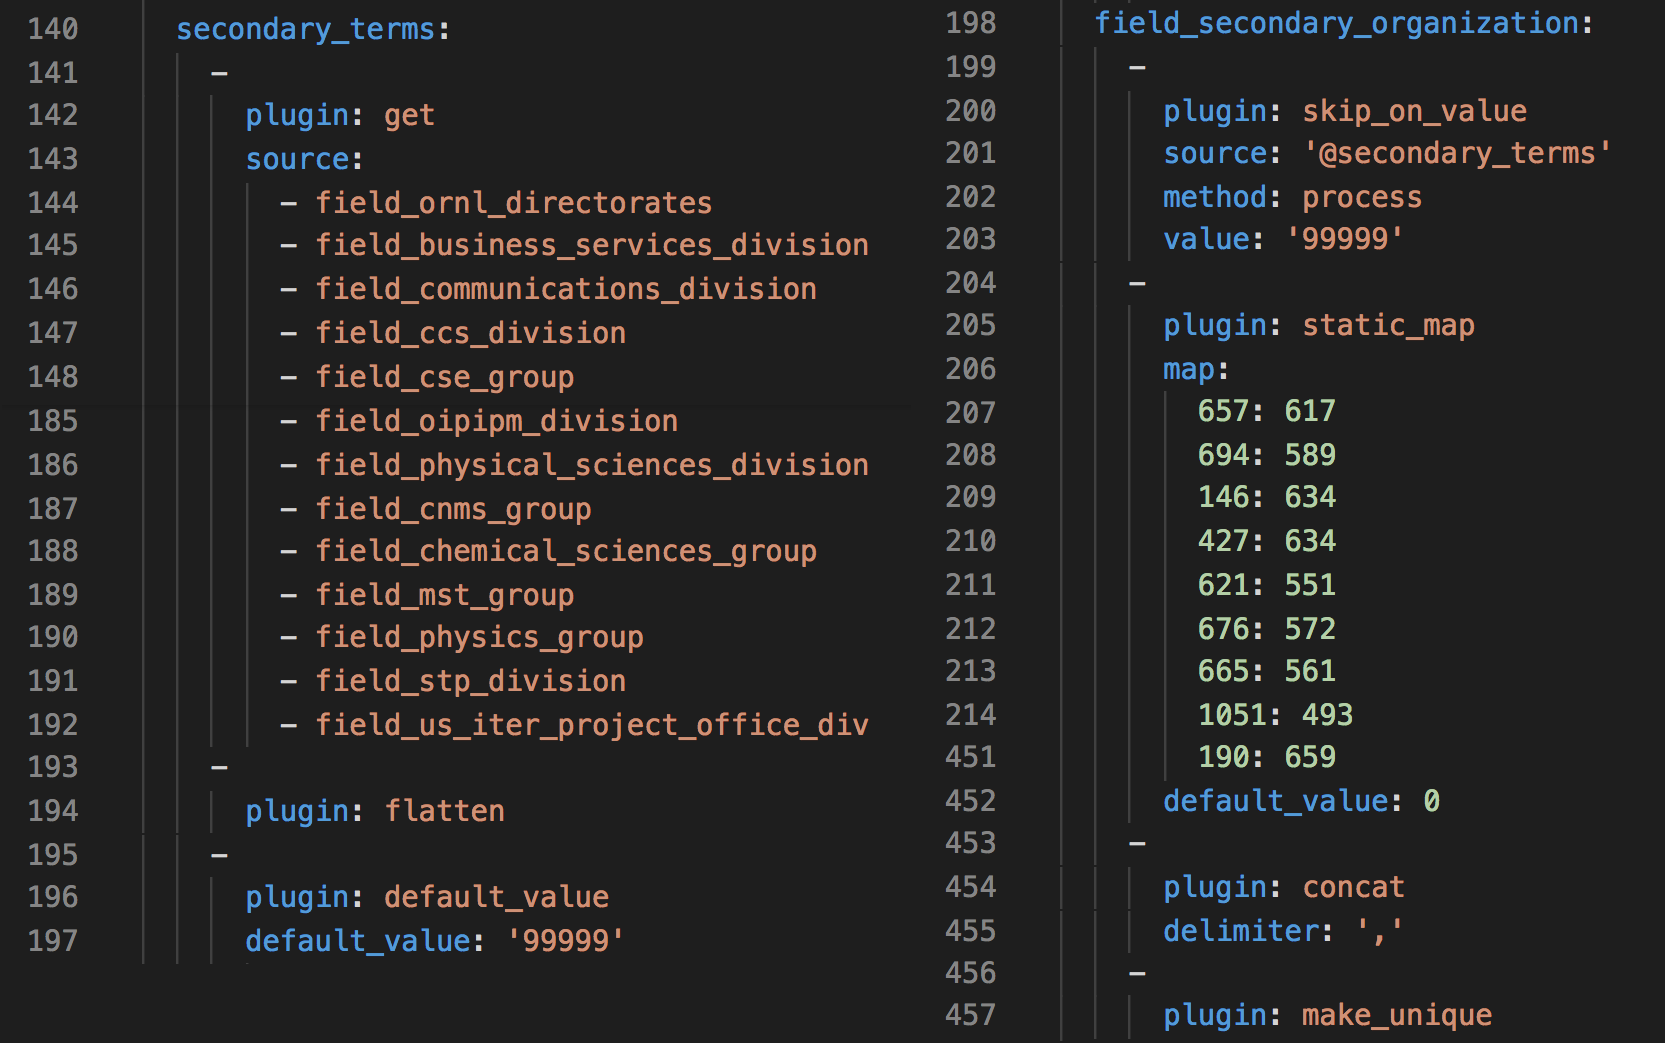 140 secondary_terms:
141 -
142 plugin: get
143 source:
144 - field_ornl_directorates
145 - field_business_services_division
146 - field_communications_division
147 - field_ccs_division
148 - field_cse_group
185 - field_oipipm_division
186 - field_physical_sciences_division
187 - field_cnms_group
188 - field_chemical_sciences_group
189 - field_mst_group
190 - field_physics_group
191 - field_stp_division
192 - field_us_iter_project_office_div
193 -
194 plugin: flatten
195 -
196 plugin: default_value
197 default_value: '99999'
198 field_secondary_organization:
199 -
200 plugin: skip_on_value
201 source: '@secondary_terms'
202 method: process
203 value: '99999'
204 -
205 plugin: static_map
206 map:
207 657: 617
208 694: 589
209 146: 634
210 427: 634
211 621: 551
212 676: 572
213 665: 561
214 1051: 493
451 190: 659
452 default_value: 0
453 -
454 plugin: concat
455 delimiter: ','
456 -
457 plugin: make_unique